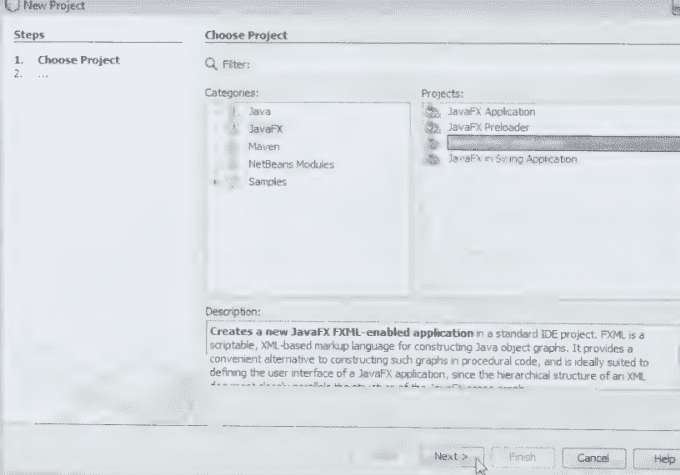 New Project
Steps
Choose Project
1. Choose Project
2. ...
Filter:
Categories:
Projects:
Java
JavaFX
Maven
NetBeans Modules
Samples
JavaFX Application
JavaFX Preloader
JavaFX in Swing Application
Description:
Creates a new JavaFX FXML-enabled application in a standard IDE project. FXML is a
scriptable, XML-based markup language for constructing Java object graphs. It provides a
convenient alternative to constructing such graphs in procedural code, and is ideally suited to
defining the user interface of a JavaFX application, since the hierarchical structure of an XML
Next >
Finish
Cancel
Help